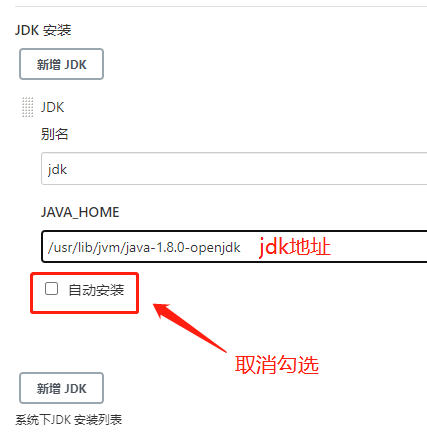 JDK 安装
新增 JDK
JDK
别名
jdk
JAVA_HOME
/usr/lib/jvm/java-1.8.0-openjdk jdk地址
自动安装
取消勾选
新增 JDK
系统下JDK 安装列表